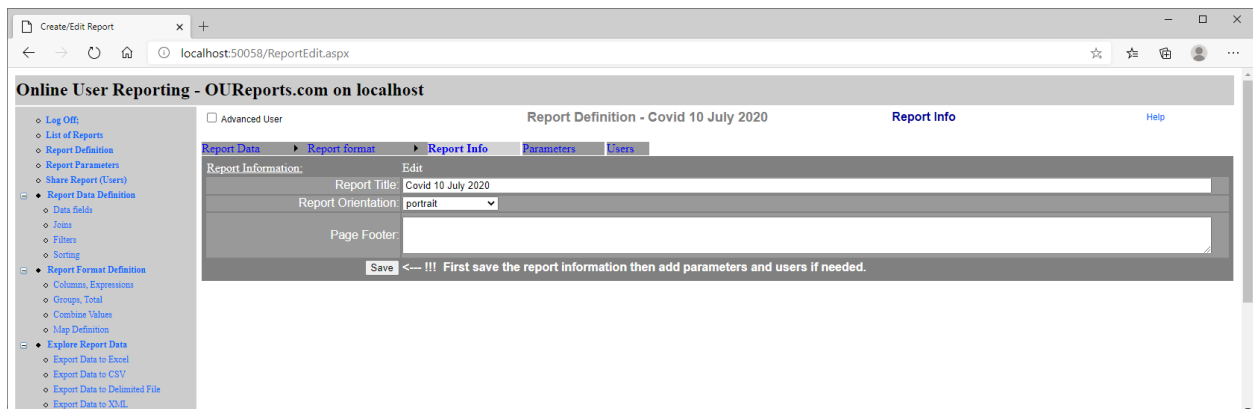 Create/Edit Report
localhost:50058/ReportEdit.aspx
Online User Reporting - OUReports.com on localhost
Log Off;
List of Reports
Report Definition
Report Parameters
Share Report (Users)
Report Data Definition
Data fields
Joins
Filters
Sorting
Report Format Definition
Columns, Expressions
Groups, Total
Combine Values
Map Definition
Explore Report Data
Export Data to Excel
Export Data to CSV
Export Data to Delimited File
Export Data to XML
Advanced User
Report Definition - Covid 10 July 2020
Report Info
Help
Report Data Report format Report Info Parameters Users
Report Information: Edit
Report Title: Covid 10 July 2020
Report Orientation: portrait
Page Footer:
Save <--- !!! First save the report information then add parameters and users if needed.